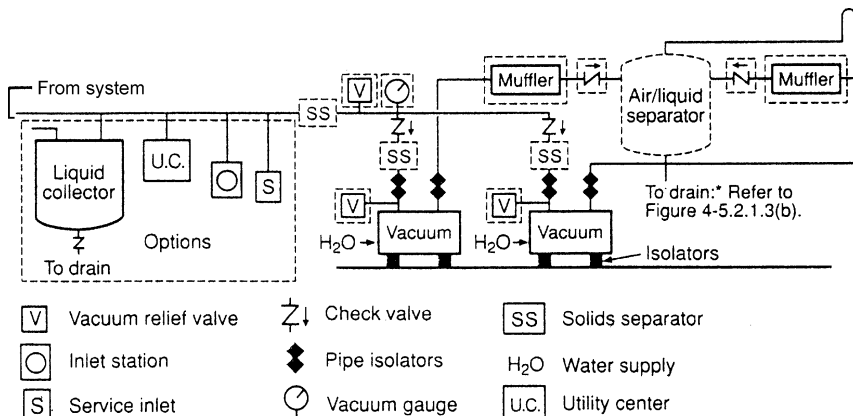 From system
V
SS
Muffler
Muffler
Air/liquid
separator
Liquid
collector
U.C.
S
SS
SS
Options
V
V
To drain
H₂O
Vacuum
H₂O
Vacuum
To drain:* Refer to
Figure 4-5.2.1.3(b).
Isolators
V Vacuum relief valve
Check valve
SS Solids separator
Inlet station
Pipe isolators
H₂O Water supply
S Service inlet
Vacuum gauge
U.C. Utility center